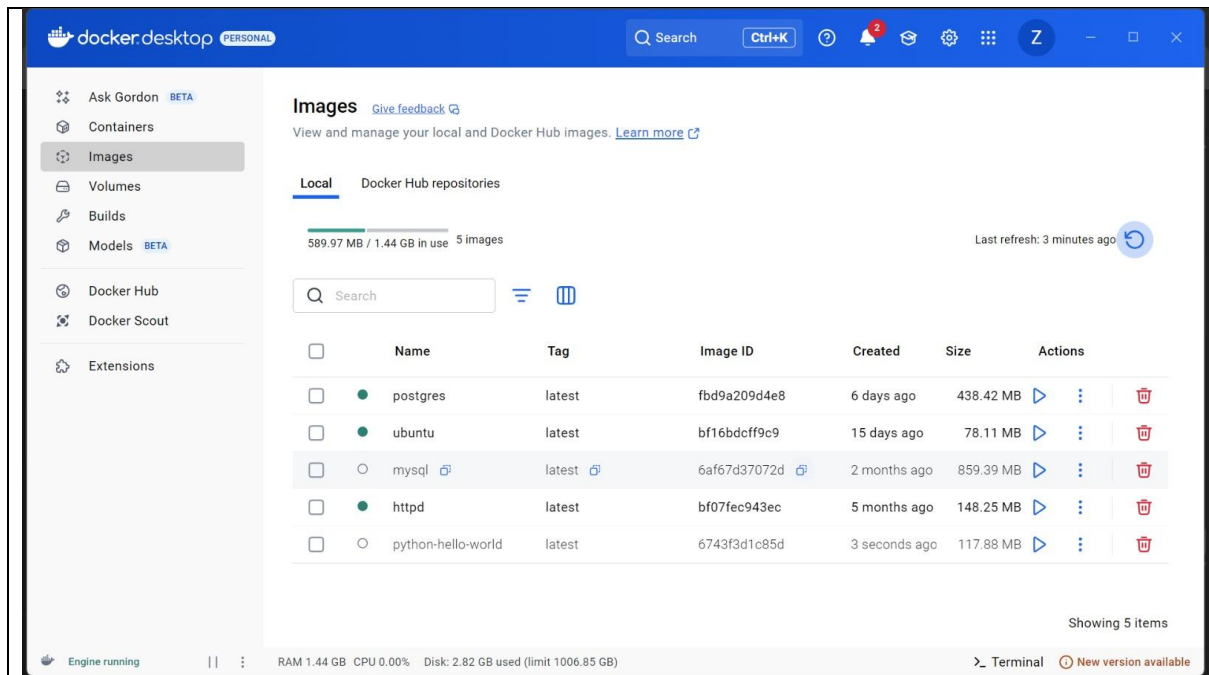 docker.desktop PERSONAL
Search Ctrl+K 2 Z
Ask Gordon BETA
Containers
Images
Volumes
Builds
Models BETA
Docker Hub
Docker Scout
Extensions
Images Give feedback
View and manage your local and Docker Hub images. Learn more
Local Docker Hub repositories
589.97 MB / 1.44 GB in use 5 images
Last refresh: 3 minutes ago
Search
Name Tag Image ID Created Size Actions
postgres latest fbd9a209d4e8 6 days ago 438.42 MB
ubuntu latest bf16bdcff9c9 15 days ago 78.11 MB
mysql latest 6af67d37072d 2 months ago 859.39 MB
httpd latest bf07fec943ec 5 months ago 148.25 MB
python-hello-world latest 6743f3d1c85d 3 seconds ago 117.88 MB
Showing 5 items
Engine running RAM 1.44 GB CPU 0.00% Disk: 2.82 GB used (limit 1006.85 GB) >_ Terminal New version available